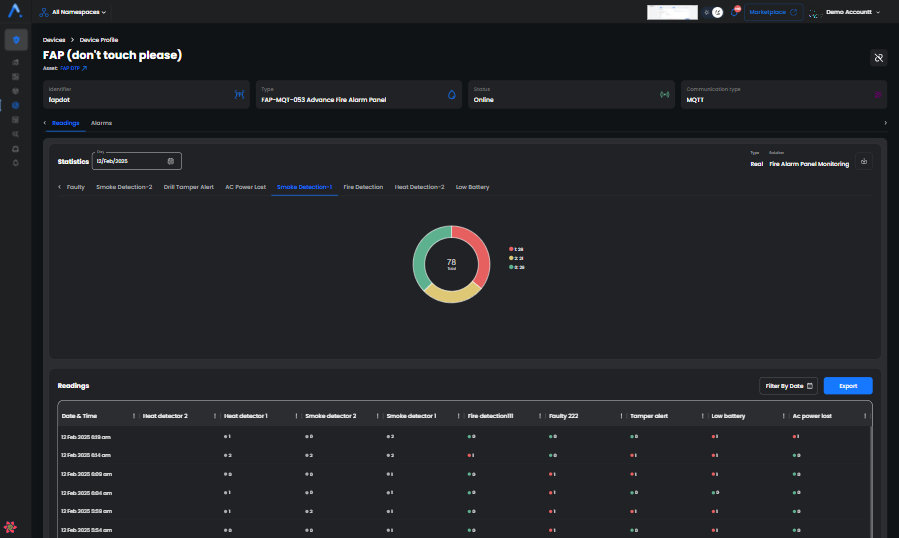 All Namespaces
Marketplace
Demo Accountt
Devices > Device Profile
FAP (don't touch please)
Asset: FAP DTP
Identifier
fapdot
Type
FAP-MQT-053 Advance Fire Alarm Panel
Status
Online
Communication type
MQTT
Readings Alarms
Statistics
Day
12/Feb/2025
Type
Real
Solution
Fire Alarm Panel Monitoring
Faulty Smoke Detection-2 Drill Tamper Alert AC Power Lost Smoke Detection-1 Fire Detection Heat Detection-2 Low Battery
78
Total
Readings
Filter By Date
Export
Date & Time Heat detector 2 Heat detector 1 Smoke detector 2 Smoke detector 1 Fire detection111 Faulty 222 Tamper alert Low battery Ac power lost
12 Feb 2025 6:19 am 1 0 2 0 0 0 1 1
12 Feb 2025 6:14 am 2 2 2 1 0 1 1 0
12 Feb 2025 6:09 am 0 0 1 0 1 1 1 0
12 Feb 2025 6:04 am 1 0 1 0 1 0 0 0
12 Feb 2025 5:59 am 1 2 1 0 1 1 1 0
12 Feb 2025 5:54 am 0 0 1 0 1 0 1 0